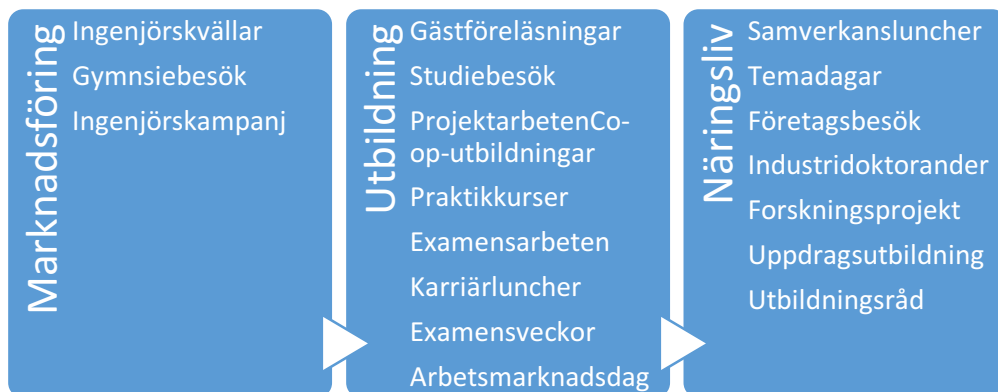 Marknadsföring
Ingenjörskvällar
Gymnsiebesök
Ingenjörskampanj
Utbildning
Gästföreläsningar
Studiebesök
ProjektarbetenCo-
op-utbildningar
Praktikkurser
Examensarbeten
Karriärluncher
Examensveckor
Arbetsmarknadsdag
Näringsliv
Samverkansluncher
Temadagar
Företagsbesök
Industridoktorander
Forskningsprojekt
Uppdragsutbildning
Utbildningsråd